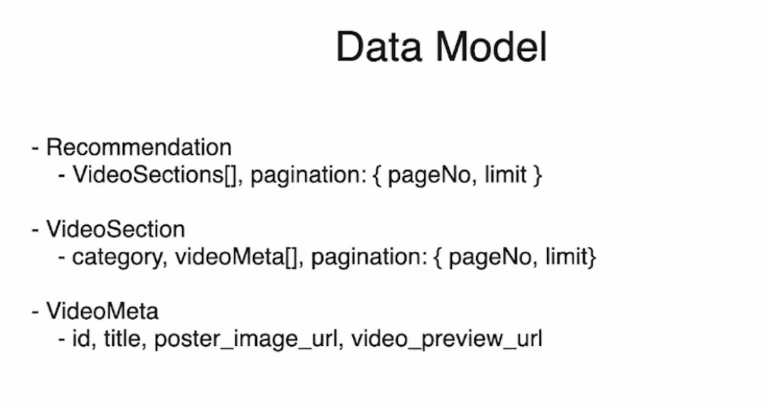 Data Model
- Recommendation
- VideoSections[], pagination: { pageNo, limit }
- VideoSection
- category, videoMeta[], pagination: { pageNo, limit}
- VideoMeta
- id, title, poster_image_url, video_preview_url